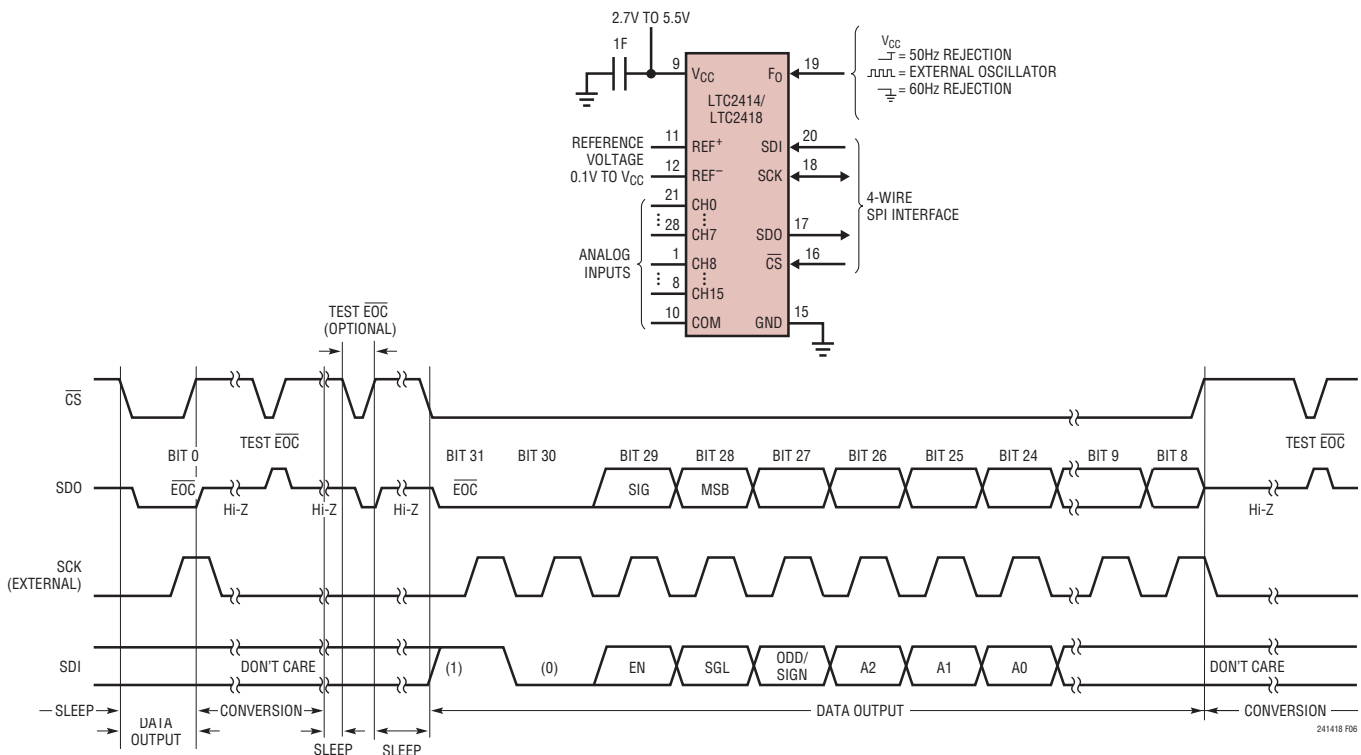 2.7V TO 5.5V
1F
9
VCC
FO
19
VCC
= 50Hz REJECTION
= EXTERNAL OSCILLATOR
= 60Hz REJECTION
LTC2414/
LTC2418
REFERENCE
VOLTAGE
0.1V TO VCC
11
REF+
12
REF–
SDI
20
SCK
18
SDO
17
CS
16
4-WIRE
SPI INTERFACE
ANALOG
INPUTS
21
CH0
28
CH7
1
CH8
8
CH15
10
COM
GND
15
TEST EOC
(OPTIONAL)
CS
BIT 0
TEST EOC
BIT 31
BIT 30
BIT 29
BIT 28
BIT 27
BIT 26
BIT 25
BIT 24
BIT 9
BIT 8
TEST EOC
SDO
EOC
Hi-Z
Hi-Z
Hi-Z
EOC
SIG
MSB
Hi-Z
SCK
(EXTERNAL)
SDI
DON'T CARE
(1)
(0)
EN
SGL
ODD/
SIGN
A2
A1
A0
DON'T CARE
SLEEP
DATA
OUTPUT
CONVERSION
SLEEP
SLEEP
DATA OUTPUT
CONVERSION
241418 F06